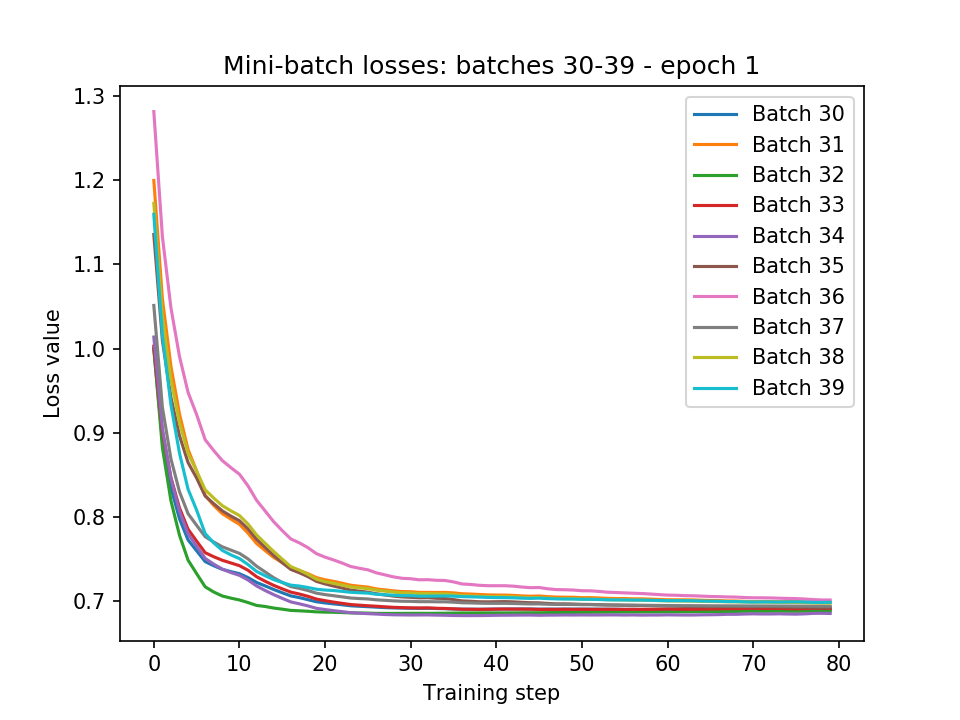 Mini-batch losses: batches 30-39 - epoch 1
1.3
1.2
1.1
1.0
0.9
0.8
0.7
Loss value
Batch 30
Batch 31
Batch 32
Batch 33
Batch 34
Batch 35
Batch 36
Batch 37
Batch 38
Batch 39
0 10 20 30 40 50 60 70 80
Training step